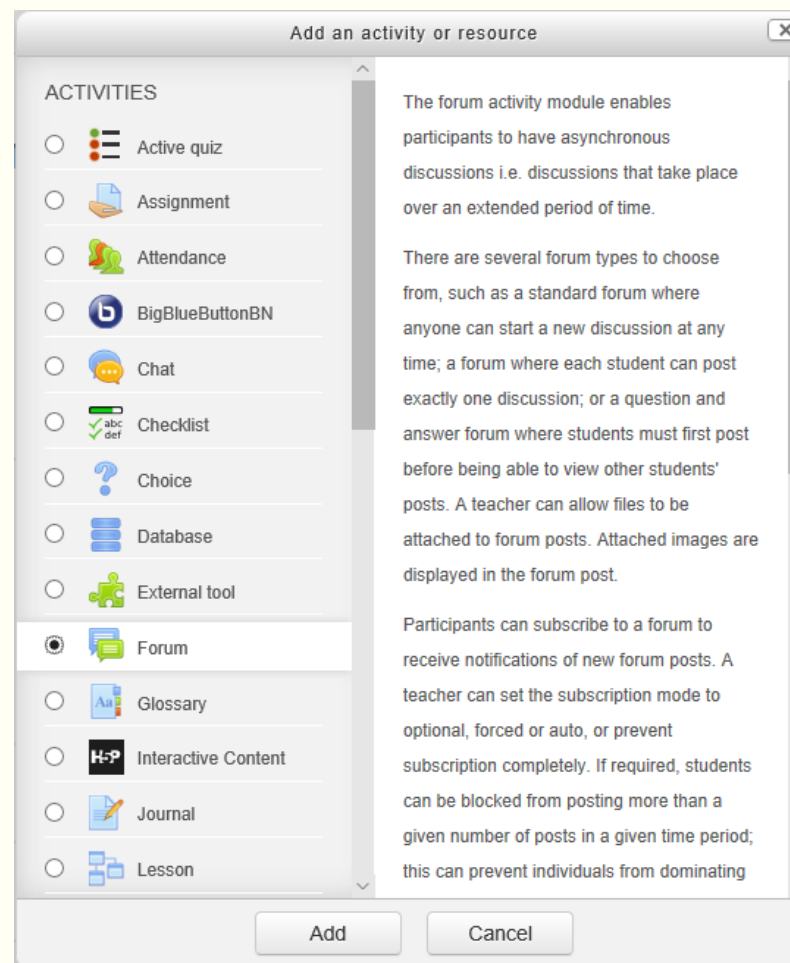 Add an activity or resource
ACTIVITIES
Active quiz
Assignment
Attendance
b
BigBlueButtonBN
Chat
abc
def
Checklist
Choice
Database
External tool
Forum
Aa
Glossary
H5P
Interactive Content
Journal
Lesson
The forum activity module enables
participants to have asynchronous
discussions i.e. discussions that take place
over an extended period of time.
There are several forum types to choose
from, such as a standard forum where
anyone can start a new discussion at any
time; a forum where each student can post
exactly one discussion; or a question and
answer forum where students must first post
before being able to view other students'
posts. A teacher can allow files to be
attached to forum posts. Attached images are
displayed in the forum post.
Participants can subscribe to a forum to
receive notifications of new forum posts. A
teacher can set the subscription mode to
optional, forced or auto, or prevent
subscription completely. If required, students
can be blocked from posting more than a
given number of posts in a given time period;
this can prevent individuals from dominating
Add
Cancel